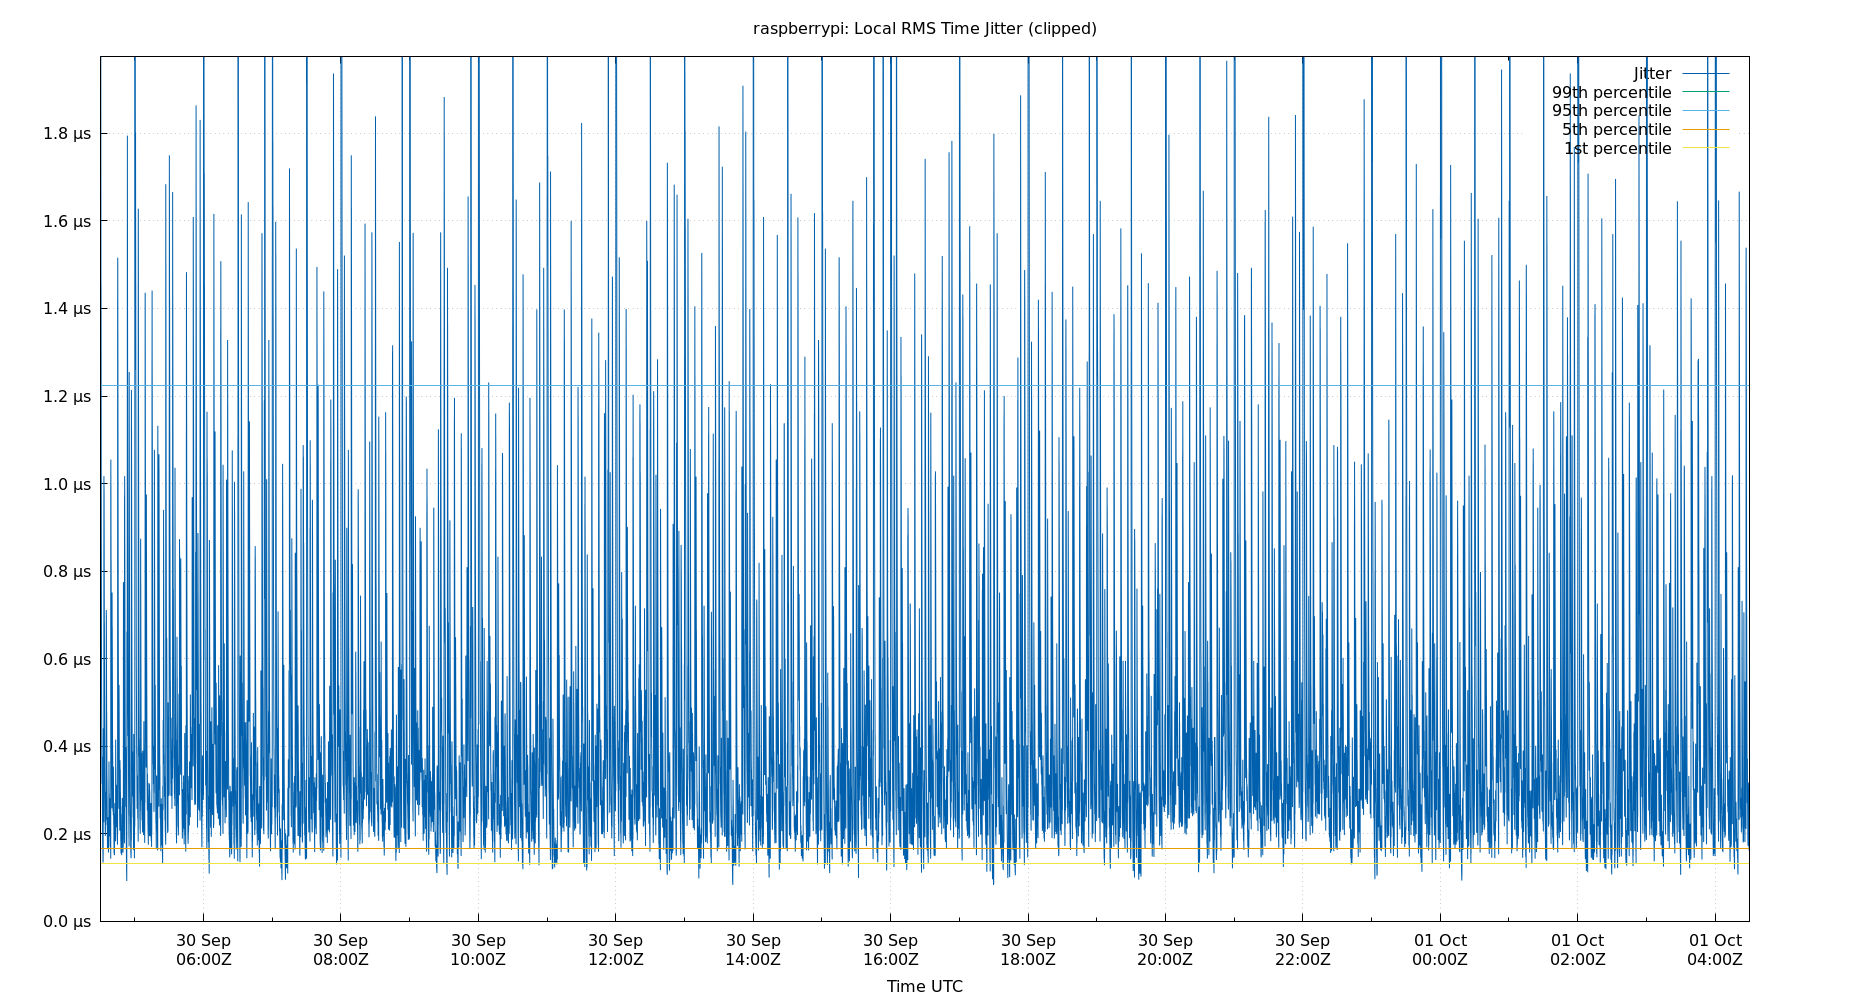 raspberrypi: Local RMS Time Jitter (clipped)
Jitter
99th percentile
95th percentile
5th percentile
1st percentile
1.8 µs
1.6 µs
1.4 µs
1.2 µs
1.0 µs
0.8 µs
0.6 µs
0.4 µs
0.2 µs
0.0 µs
30 Sep 30 Sep 30 Sep 30 Sep 30 Sep 30 Sep 30 Sep 30 Sep 30 Sep 01 Oct 01 Oct 01 Oct
06:00Z 08:00Z 10:00Z 12:00Z 14:00Z 16:00Z 18:00Z 20:00Z 22:00Z 00:00Z 02:00Z 04:00Z
Time UTC